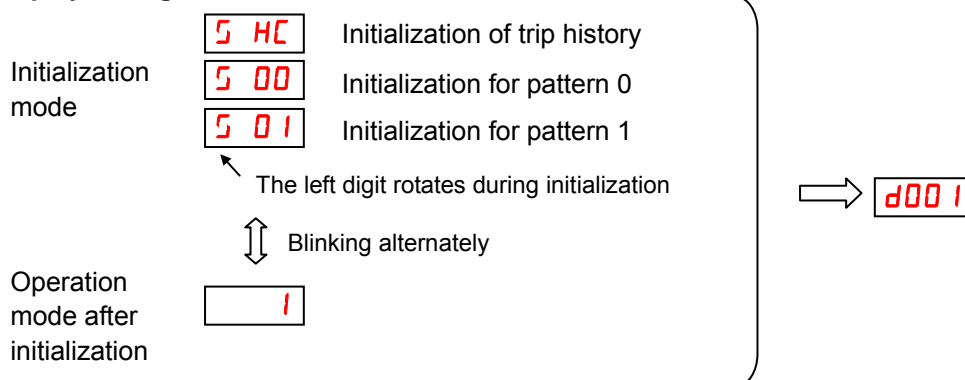 5 HC Initialization of trip history
Initialization
mode
5 00 Initialization for pattern 0
5 01 Initialization for pattern 1
The left digit rotates during initialization
d001
Blinking alternately
Operation
mode after
initialization
1